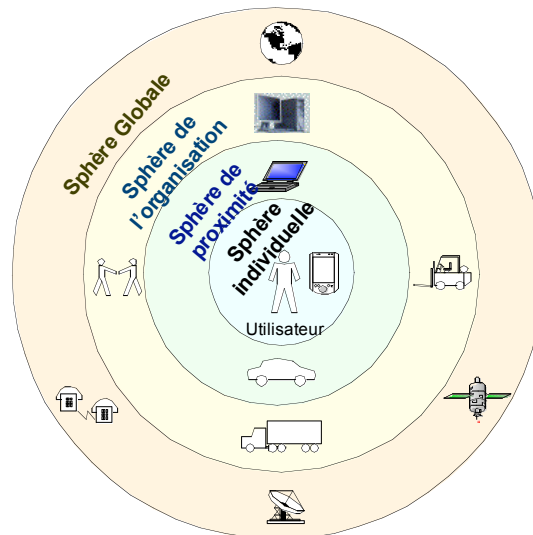 Sphère Globale
Sphère de
l'organisation
Sphère de
proximité
Sphère
individuelle
Utilisateur